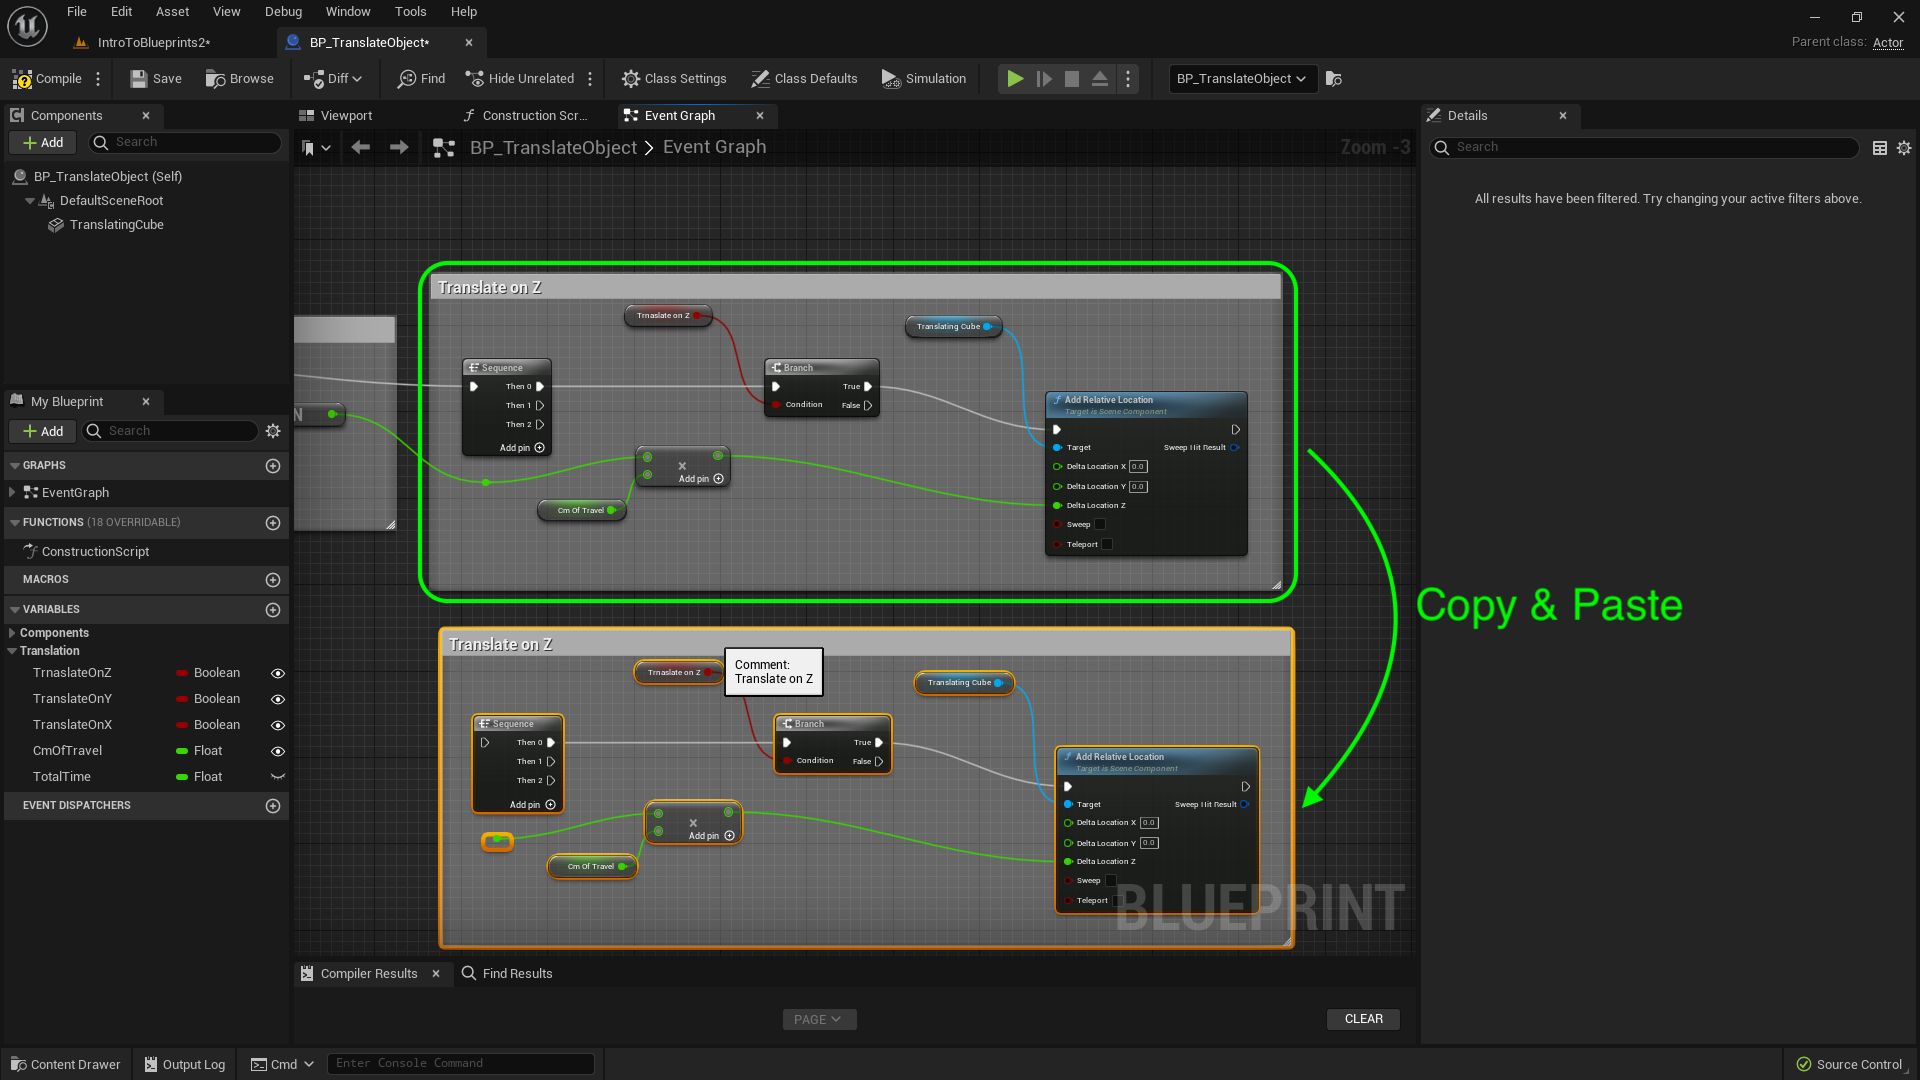 File Edit Asset View Debug Window Tools Help
IntroToBlueprints2*
BP_TranslateObject*
Parent class: Actor
Compile
Save
Browse
Diff
Find
Hide Unrelated
Class Settings
Class Defaults
Simulation
BP_TranslateObject
Components
Add
Search
BP_TranslateObject (Self)
DefaultSceneRoot
TranslatingCube
My Blueprint
Add
Search
GRAPHS
EventGraph
FUNCTIONS (18 OVERRIDABLE)
ConstructionScript
MACROS
VARIABLES
Components
Translation
TrnaslateOnZ Boolean
TranslateOnY Boolean
TranslateOnX Boolean
CmOfTravel Float
TotalTime Float
EVENT DISPATCHERS
Viewport
Construction Scr...
Event Graph
BP_TranslateObject > Event Graph
Zoom -3
Translate on Z
Trnaslate on Z
Translating Cube
Sequence
Then 0
Then 1
Then 2
Add pin
Branch
True
Condition
False
N
Add pin
Cm Of Travel
Add Relative Location
Target is Scene Component
Target
Sweep Hit Result
Delta Location X 0.0
Delta Location Y 0.0
Delta Location Z
Sweep
Teleport
Copy & Paste
Translate on Z
Trnaslate on Z
Comment:
Translate on Z
Translating Cube
Sequence
Then 0
Then 1
Then 2
Add pin
Branch
True
Condition
False
Add pin
Cm Of Travel
Add Relative Location
Target is Scene Component
Target
Sweep Hit Result
Delta Location X 0.0
Delta Location Y 0.0
Delta Location Z
Sweep
Teleport
BLUEPRINT
Compiler Results
Find Results
PAGE
CLEAR
Details
Search
All results have been filtered. Try changing your active filters above.
Content Drawer
Output Log
Cmd
Enter Console Command
Source Control